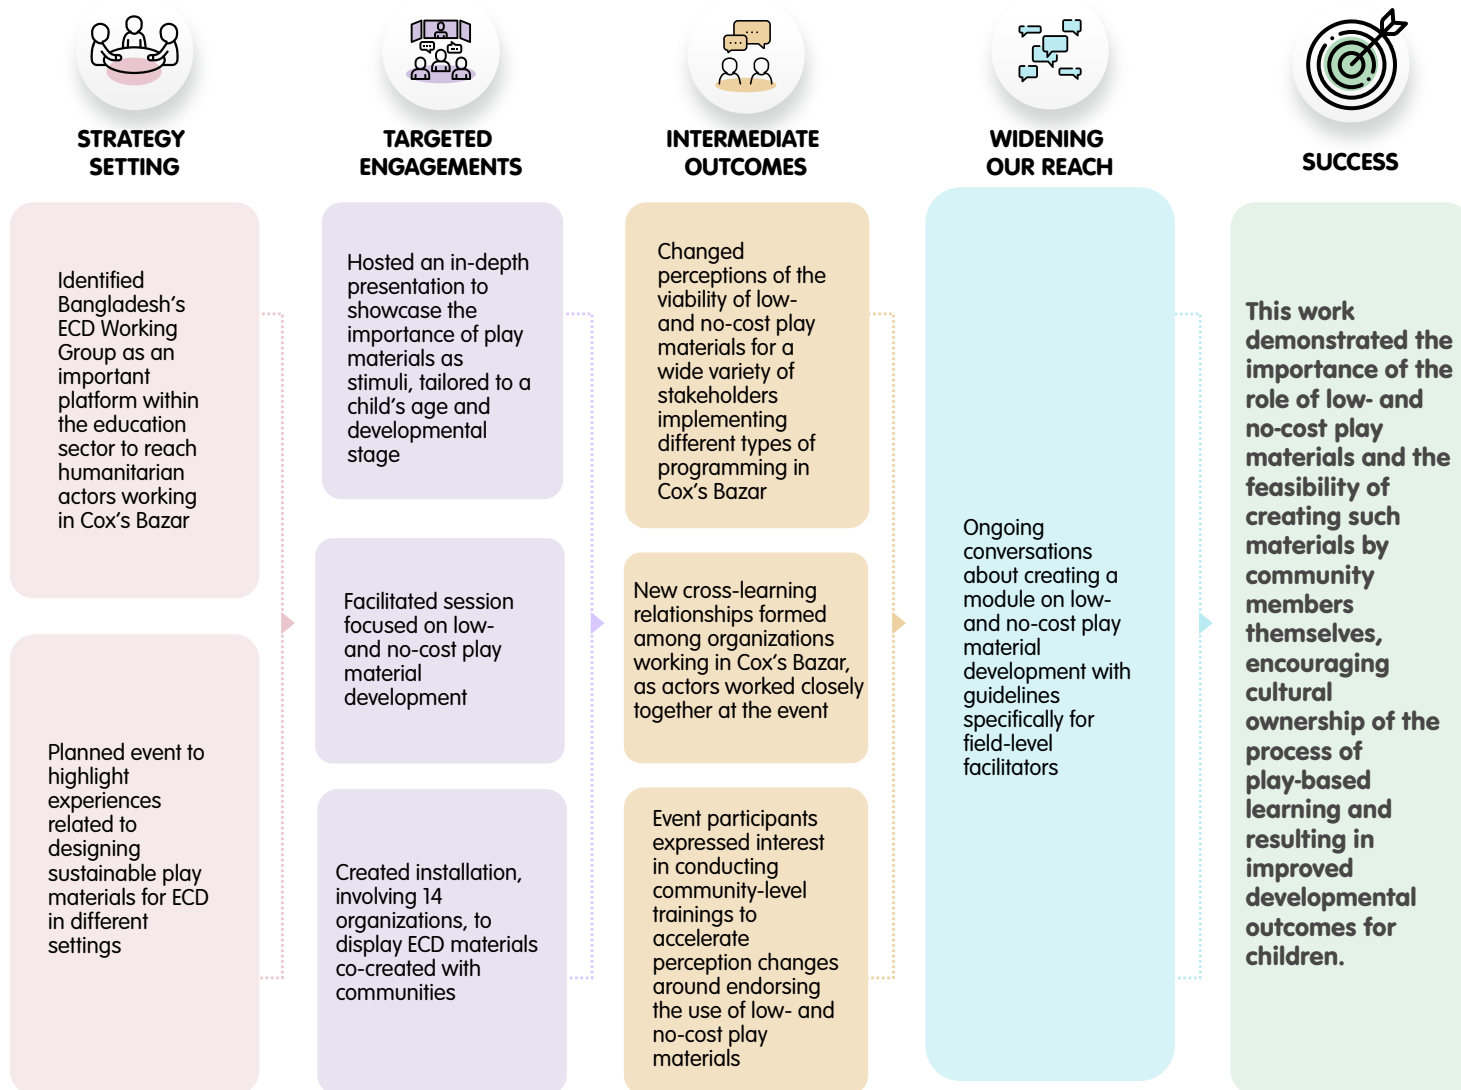 STRATEGY
SETTING
Identified
Bangladesh's
ECD Working
Group as an
important
platform within
the education
sector to reach
humanitarian
actors working
in Cox's Bazar
Planned event to
highlight
experiences
related to
designing
sustainable play
materials for ECD
in different
settings
TARGETED
ENGAGEMENTS
Hosted an in-depth
presentation to
showcase the
importance of play
materials as
stimuli, tailored to a
child's age and
developmental
stage
Facilitated session
focused on low-
and no-cost play
material
development
Created installation,
involving 14
organizations, to
display ECD materials
co-created with
communities
INTERMEDIATE
OUTCOMES
Changed
perceptions of the
viability of low-
and no-cost play
materials for a
wide variety of
stakeholders
implementing
different types of
programming in
Cox's Bazar
New cross-learning
relationships formed
among organizations
working in Cox's Bazar,
as actors worked closely
together at the event
Event participants
expressed interest
in conducting
community-level
trainings to
accelerate
perception changes
around endorsing
the use of low- and
no-cost play
materials
WIDENING
OUR REACH
Ongoing
conversations
about creating a
module on low-
and no-cost play
material
development with
guidelines
specifically for
field-level
facilitators
SUCCESS
This work
demonstrated the
importance of the
role of low- and
no-cost play
materials and the
feasibility of
creating such
materials by
community
members
themselves,
encouraging
cultural
ownership of the
process of
play-based
learning and
resulting in
improved
developmental
outcomes for
children.